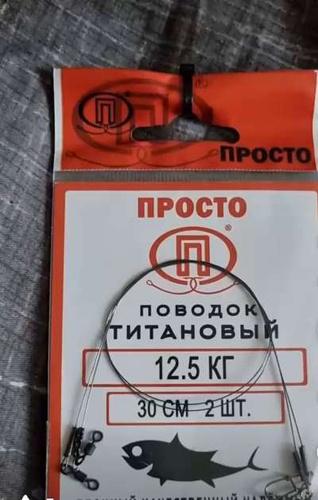 П
®
ПРОСТО
ПРОСТО
П
®
ПОВОДОК
ТИТАНОВЫЙ
12.5 КГ
30 СМ 2 ШТ.